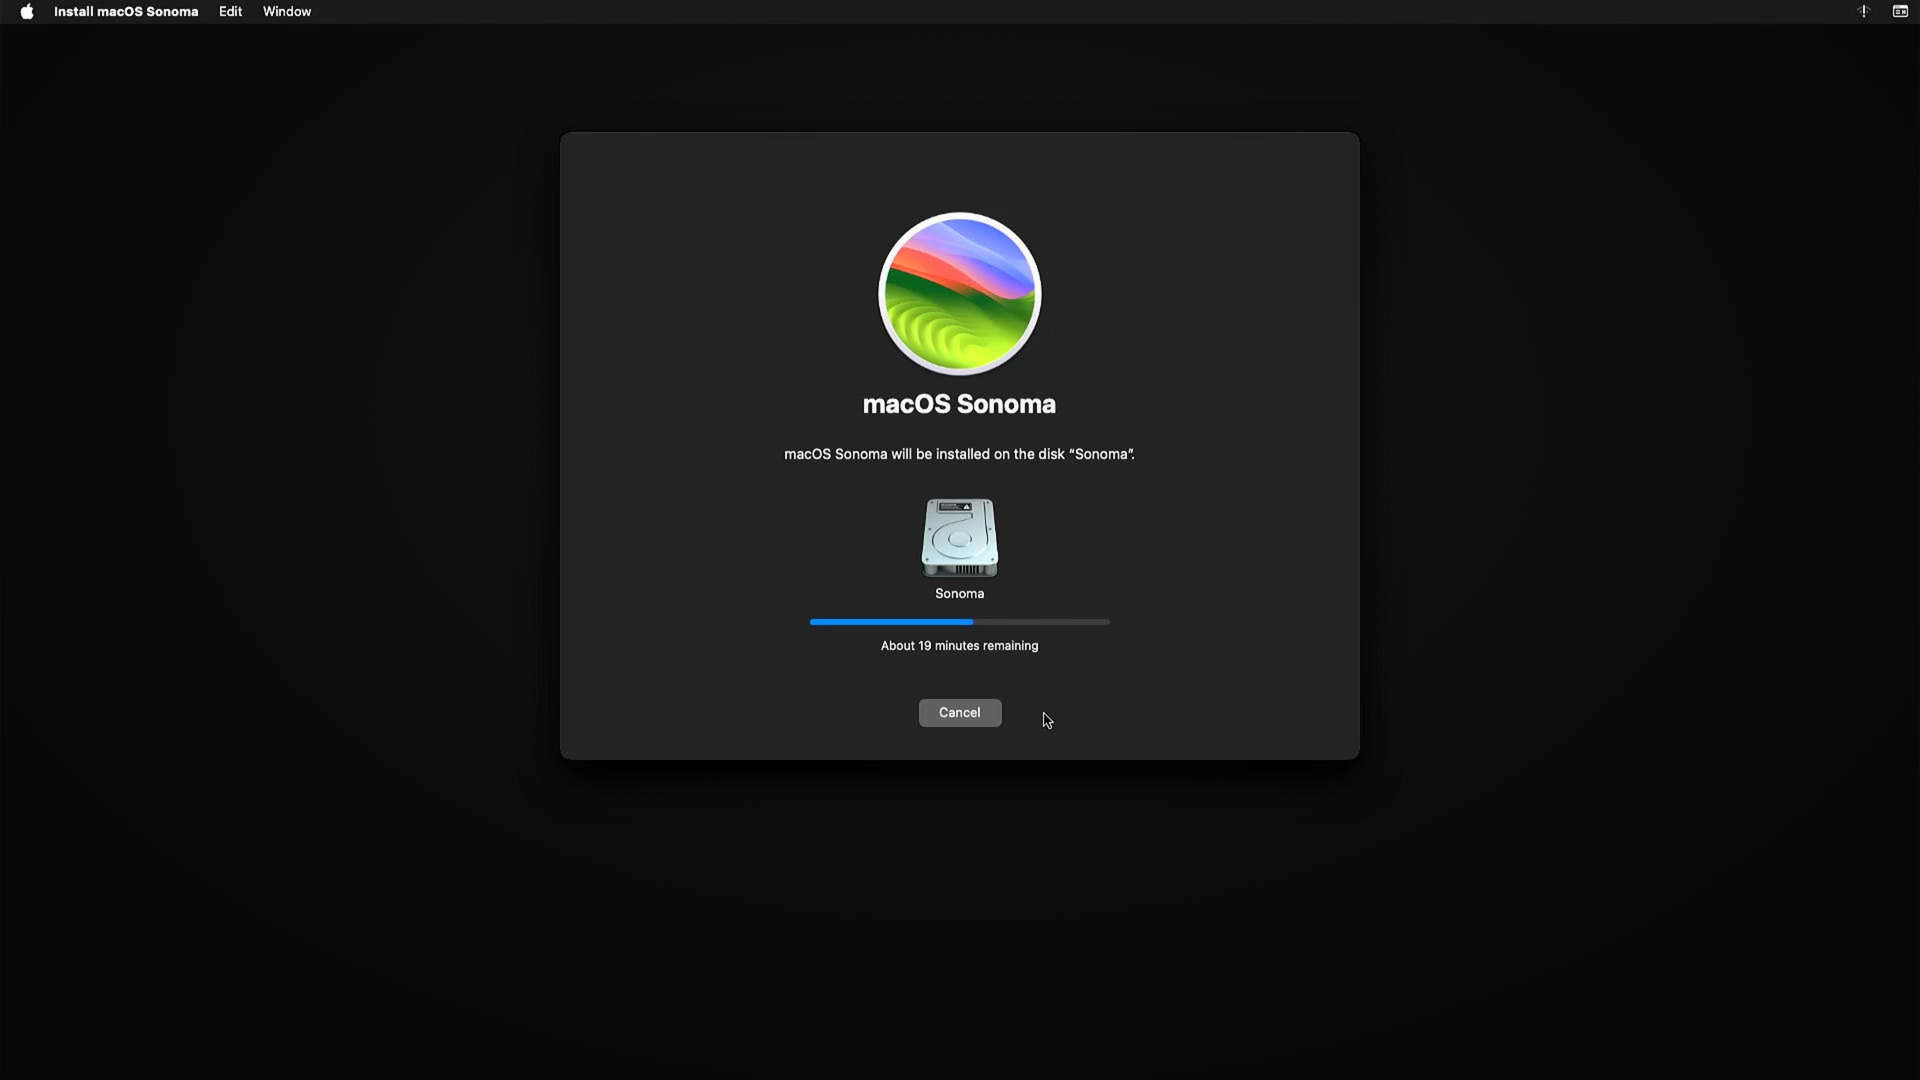 Install macOS Sonoma Edit Window
macOS Sonoma
macOS Sonoma will be installed on the disk “Sonoma”.
Sonoma
About 19 minutes remaining
Cancel